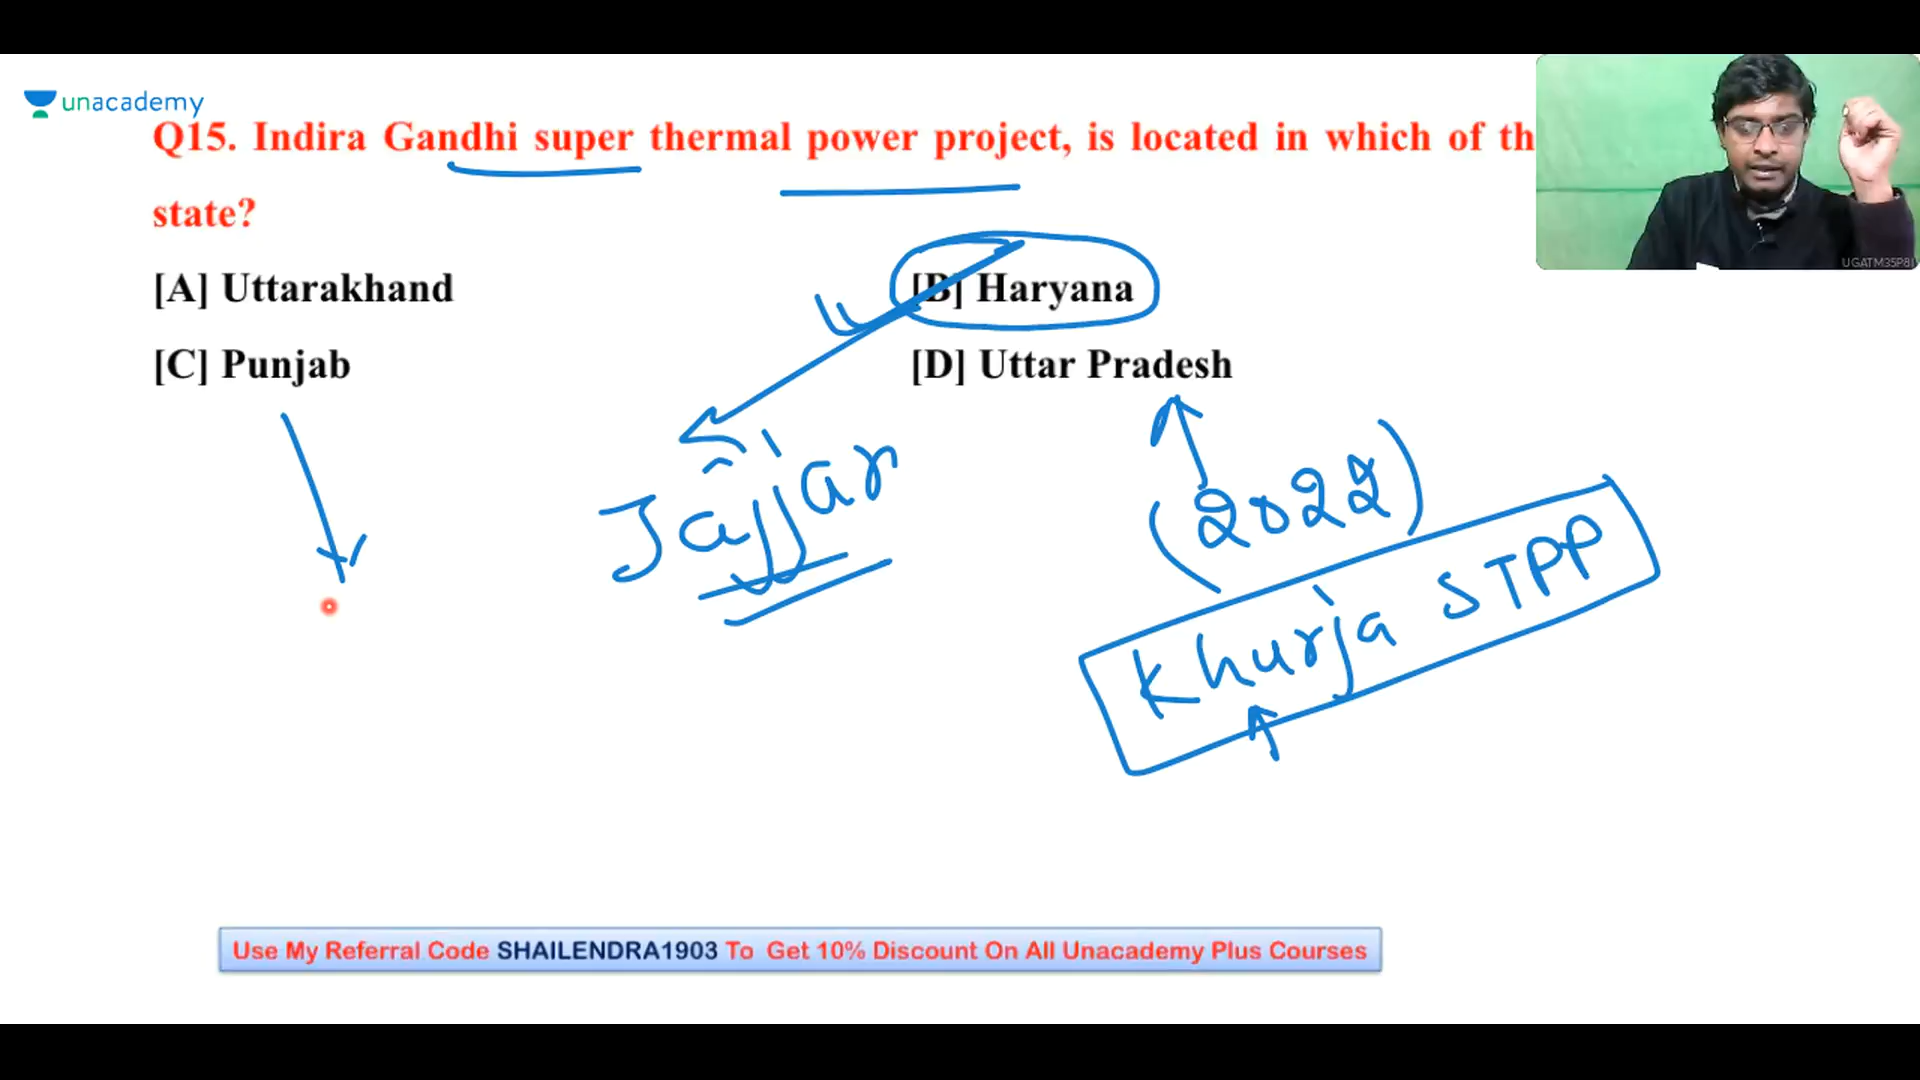 unacademy
Q15. Indira Gandhi super thermal power project, is located in which of th
state?
[A] Uttarakhand [B] Haryana
[C] Punjab [D] Uttar Pradesh
Jajjar
(2022)
Khurja STPP
UGATM35P8I
Use My Referral Code SHAILENDRA1903 To Get 10% Discount On All Unacademy Plus Courses